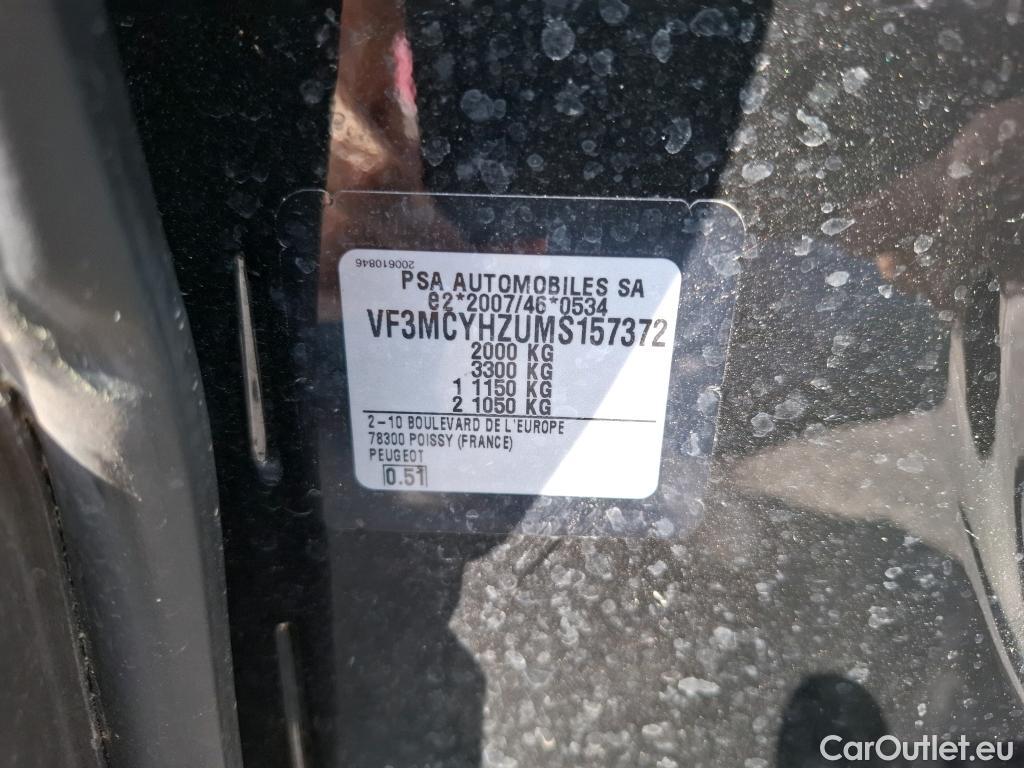 200610846
PSA AUTOMOBILES SA
e2*2007/46*0534
VF3MCYHZUMS157372
2000 KG
3300 KG
1 1150 KG
2 1050 KG
2-10 BOULEVARD DE L'EUROPE
78300 POISSY (FRANCE)
PEUGEOT
0.51
CarOutlet.eu